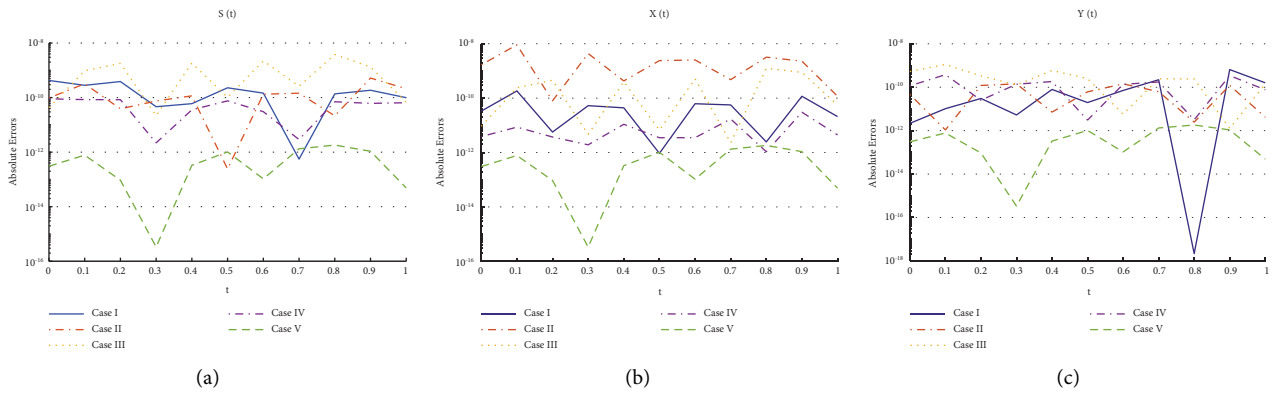 S (t)
Absolute Errors
10-8
10-10
10-12
10-14
10-16
0 0.1 0.2 0.3 0.4 0.5 0.6 0.7 0.8 0.9 1
t
Case I
Case II
Case III
Case IV
Case V
(a)
X (t)
Absolute Errors
10-8
10-10
10-12
10-14
10-16
0 0.1 0.2 0.3 0.4 0.5 0.6 0.7 0.8 0.9 1
t
Case I
Case II
Case III
Case IV
Case V
(b)
Y (t)
Absolute Errors
10-8
10-10
10-12
10-14
10-16
10-18
0 0.1 0.2 0.3 0.4 0.5 0.6 0.7 0.8 0.9 1
t
Case I
Case II
Case III
Case IV
Case V
(c)